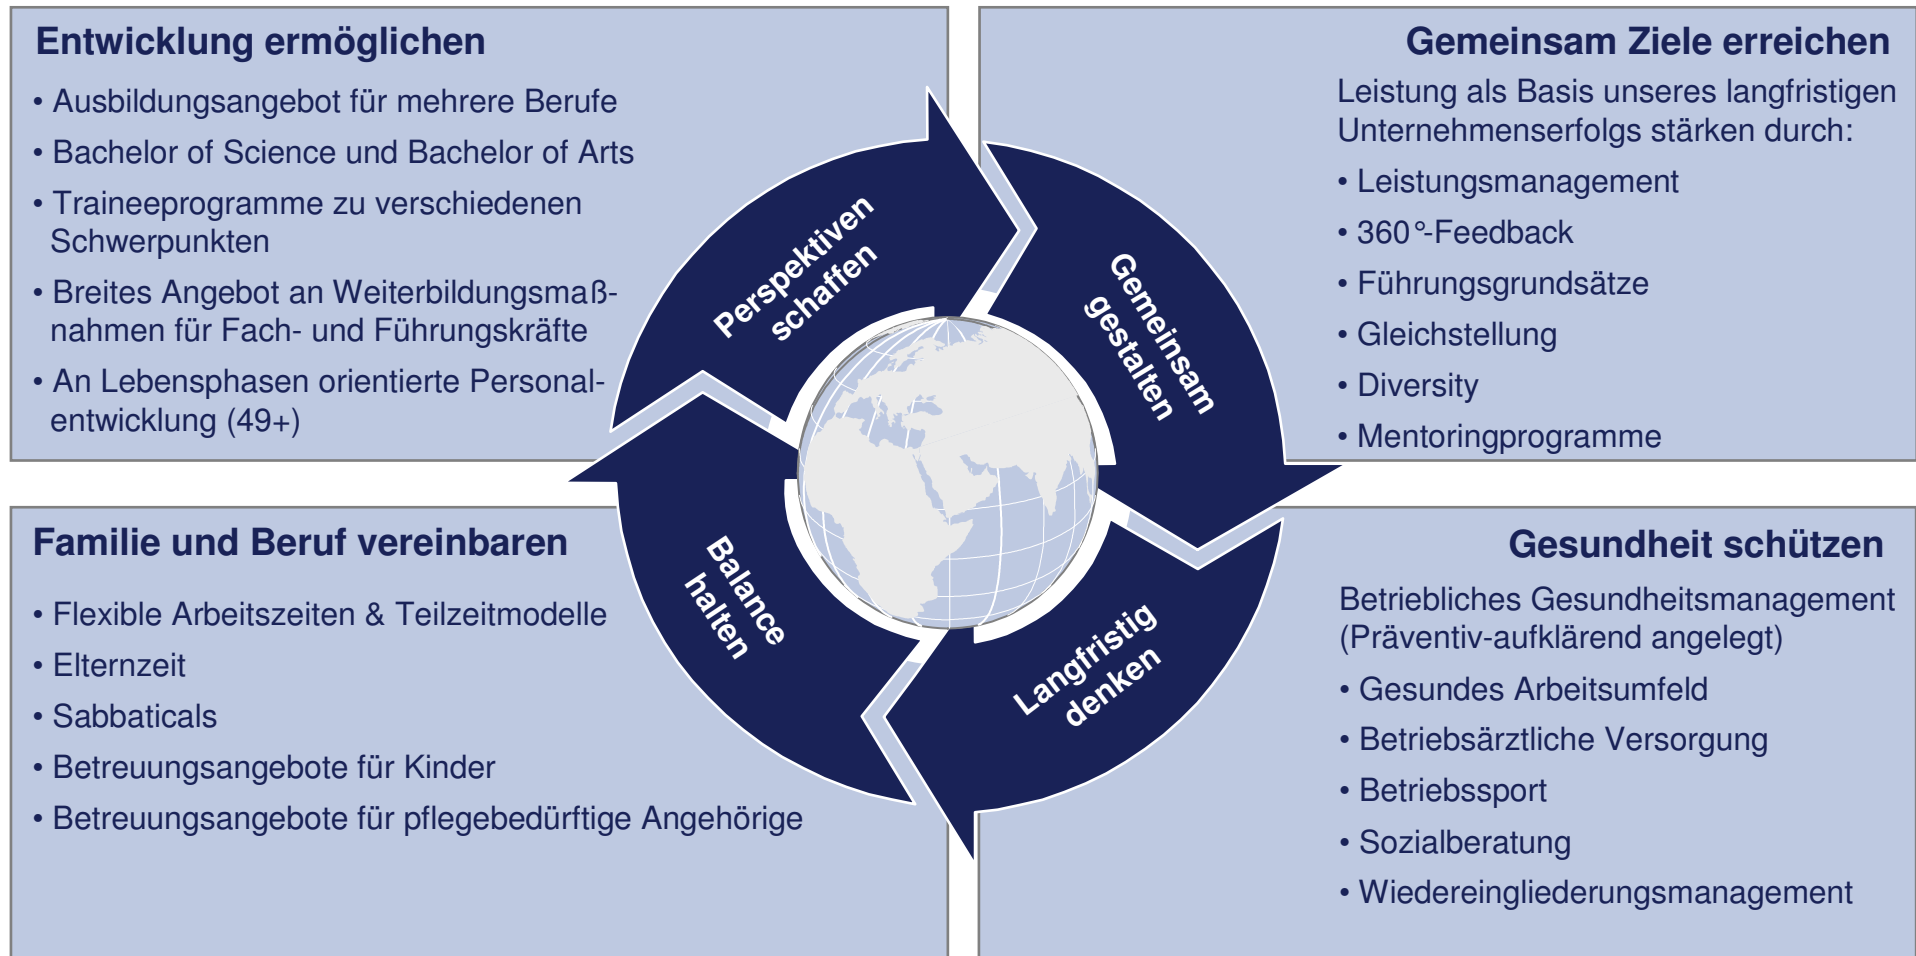 Entwicklung ermöglichen
• Ausbildungsangebot für mehrere Berufe
• Bachelor of Science und Bachelor of Arts
• Traineeprogramme zu verschiedenen
Schwerpunkten
• Breites Angebot an Weiterbildungsmaß-
nahmen für Fach- und Führungskräfte
• An Lebensphasen orientierte Personal-
entwicklung (49+)
Gemeinsam Ziele erreichen
Leistung als Basis unseres langfristigen
Unternehmenserfolgs stärken durch:
• Leistungsmanagement
• 360°-Feedback
• Führungsgrundsätze
• Gleichstellung
• Diversity
• Mentoringprogramme
Perspektiven
schaffen
Gemeinsam
gestalten
Balance
halten
Langfristig
denken
Familie und Beruf vereinbaren
• Flexible Arbeitszeiten & Teilzeitmodelle
• Elternzeit
• Sabbaticals
• Betreuungsangebote für Kinder
• Betreuungsangebote für pflegebedürftige Angehörige
Gesundheit schützen
Betriebliches Gesundheitsmanagement
(Präventiv-aufklärend angelegt)
• Gesundes Arbeitsumfeld
• Betriebsärztliche Versorgung
• Betriebssport
• Sozialberatung
• Wiedereingliederungsmanagement